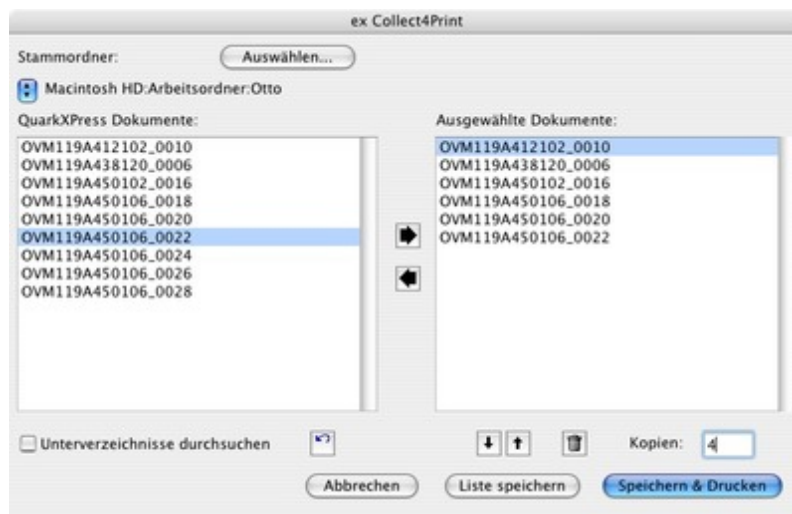 ex Collect4Print
Stammordner:
Auswählen...
Macintosh HD:Arbeitsordner:Otto
QuarkXPress Dokumente:
OVM119A412102_0010
OVM119A438120_0006
OVM119A450102_0016
OVM119A450106_0018
OVM119A450106_0020
OVM119A450106_0022
OVM119A450106_0024
OVM119A450106_0026
OVM119A450106_0028
Ausgewählte Dokumente:
OVM119A412102_0010
OVM119A438120_0006
OVM119A450102_0016
OVM119A450106_0018
OVM119A450106_0020
OVM119A450106_0022
Unterverzeichnisse durchsuchen
Kopien: 4
Abbrechen
Liste speichern
Speichern & Drucken